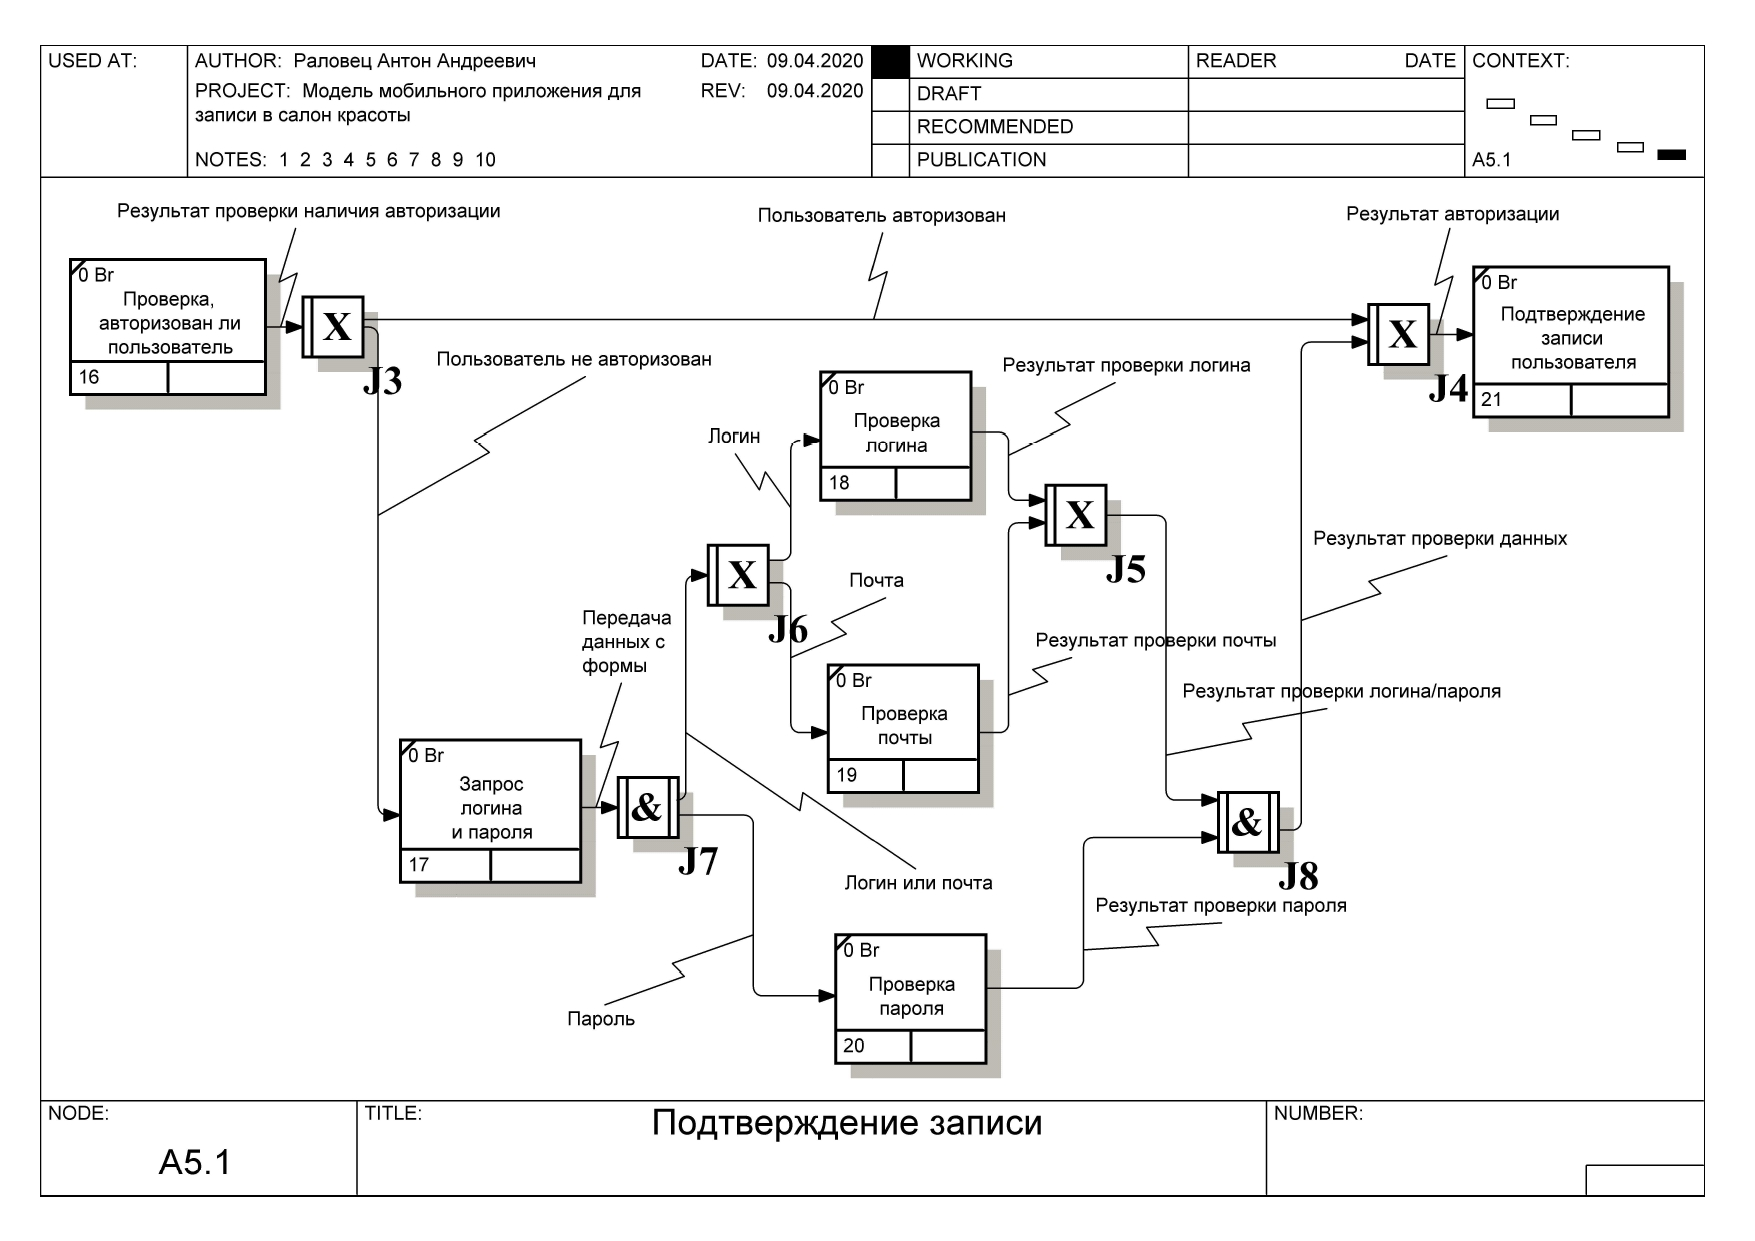 USED AT:
AUTHOR: Раловец Антон Андреевич
DATE: 09.04.2020
PROJECT: Модель мобильного приложения для
записи в салон красоты
REV: 09.04.2020
NOTES: 1 2 3 4 5 6 7 8 9 10
WORKING
DRAFT
RECOMMENDED
PUBLICATION
READER
DATE
CONTEXT:
A5.1
Результат проверки наличия авторизации
Пользователь авторизован
Результат авторизации
0 Br
Проверка,
авторизован ли
пользователь
16
X
J3
X
J4
0 Br
Подтверждение
записи
пользователя
21
Пользователь не авторизован
Результат проверки логина
0 Br
Проверка
логина
18
Логин
X
J5
X
J6
Результат проверки данных
Почта
Передача
данных с
формы
Результат проверки почты
0 Br
Проверка
почты
19
Результат проверки логина/пароля
0 Br
Запрос
логина
и пароля
17
&
J7
&
J8
Логин или почта
Результат проверки пароля
0 Br
Проверка
пароля
20
Пароль
NODE:
A5.1
TITLE:
Подтверждение записи
NUMBER: